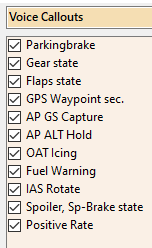 Voice Callouts
Parkingbrake
Gear state
Flaps state
GPS Waypoint sec.
AP GS Capture
AP ALT Hold
OAT Icing
Fuel Warning
IAS Rotate
Spoiler, Sp-Brake state
Positive Rate